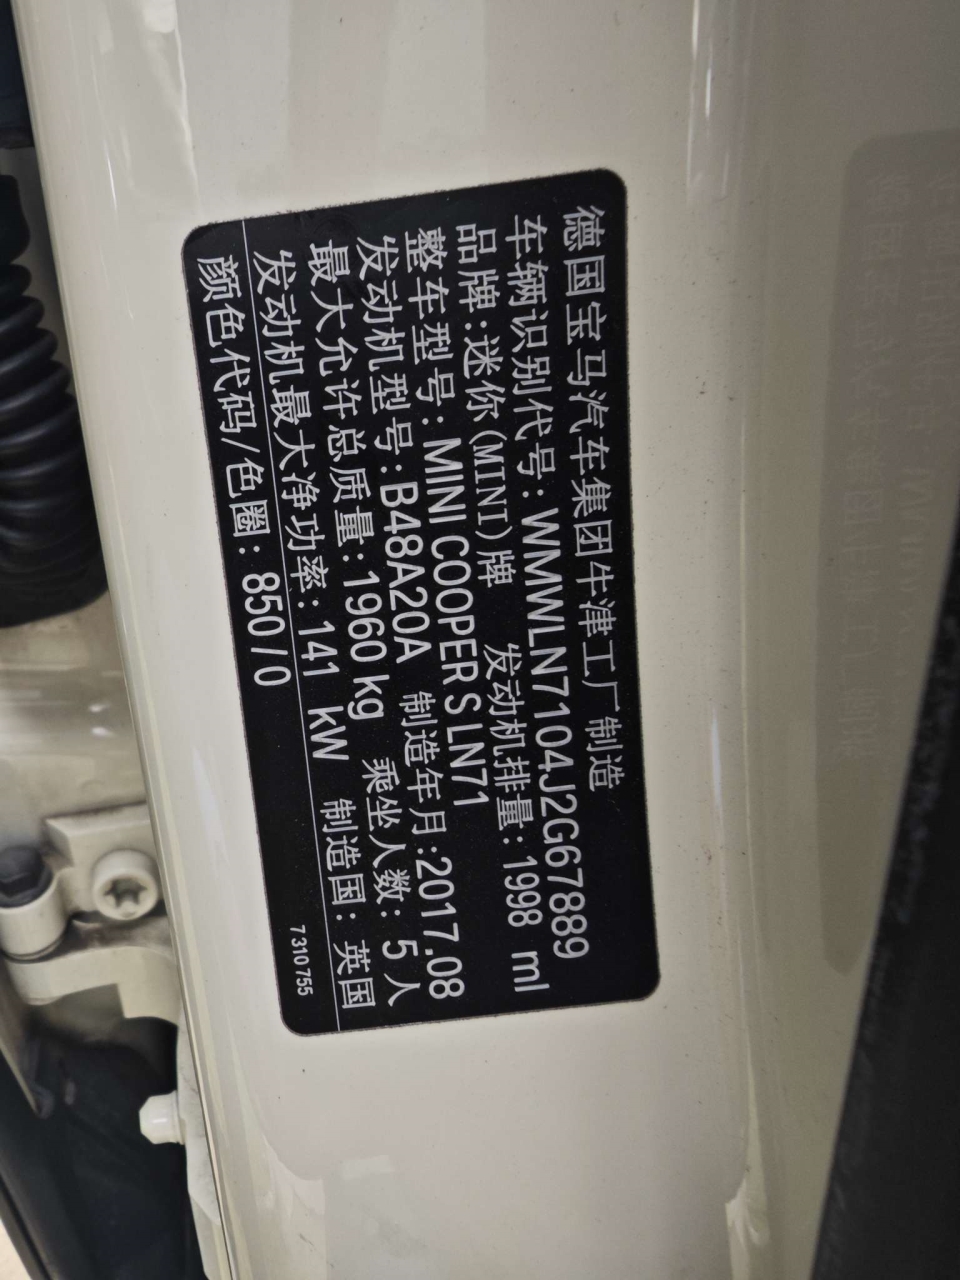 德国宝马汽车集团牛津工厂制造
车辆识别代号: WMWLN7104J2G67889
品牌:迷你(MINI)牌 发动机排量: 1998 ml
整车型号: MINI COOPER S LN71
发动机型号: B48A20A 制造年月:2017.08
最大允许总质量: 1960 kg 乘坐人数: 5 人
发动机最大净功率: 141 kW 制造国: 英国
颜色代码/色圈: 850 / 0
7 310 755